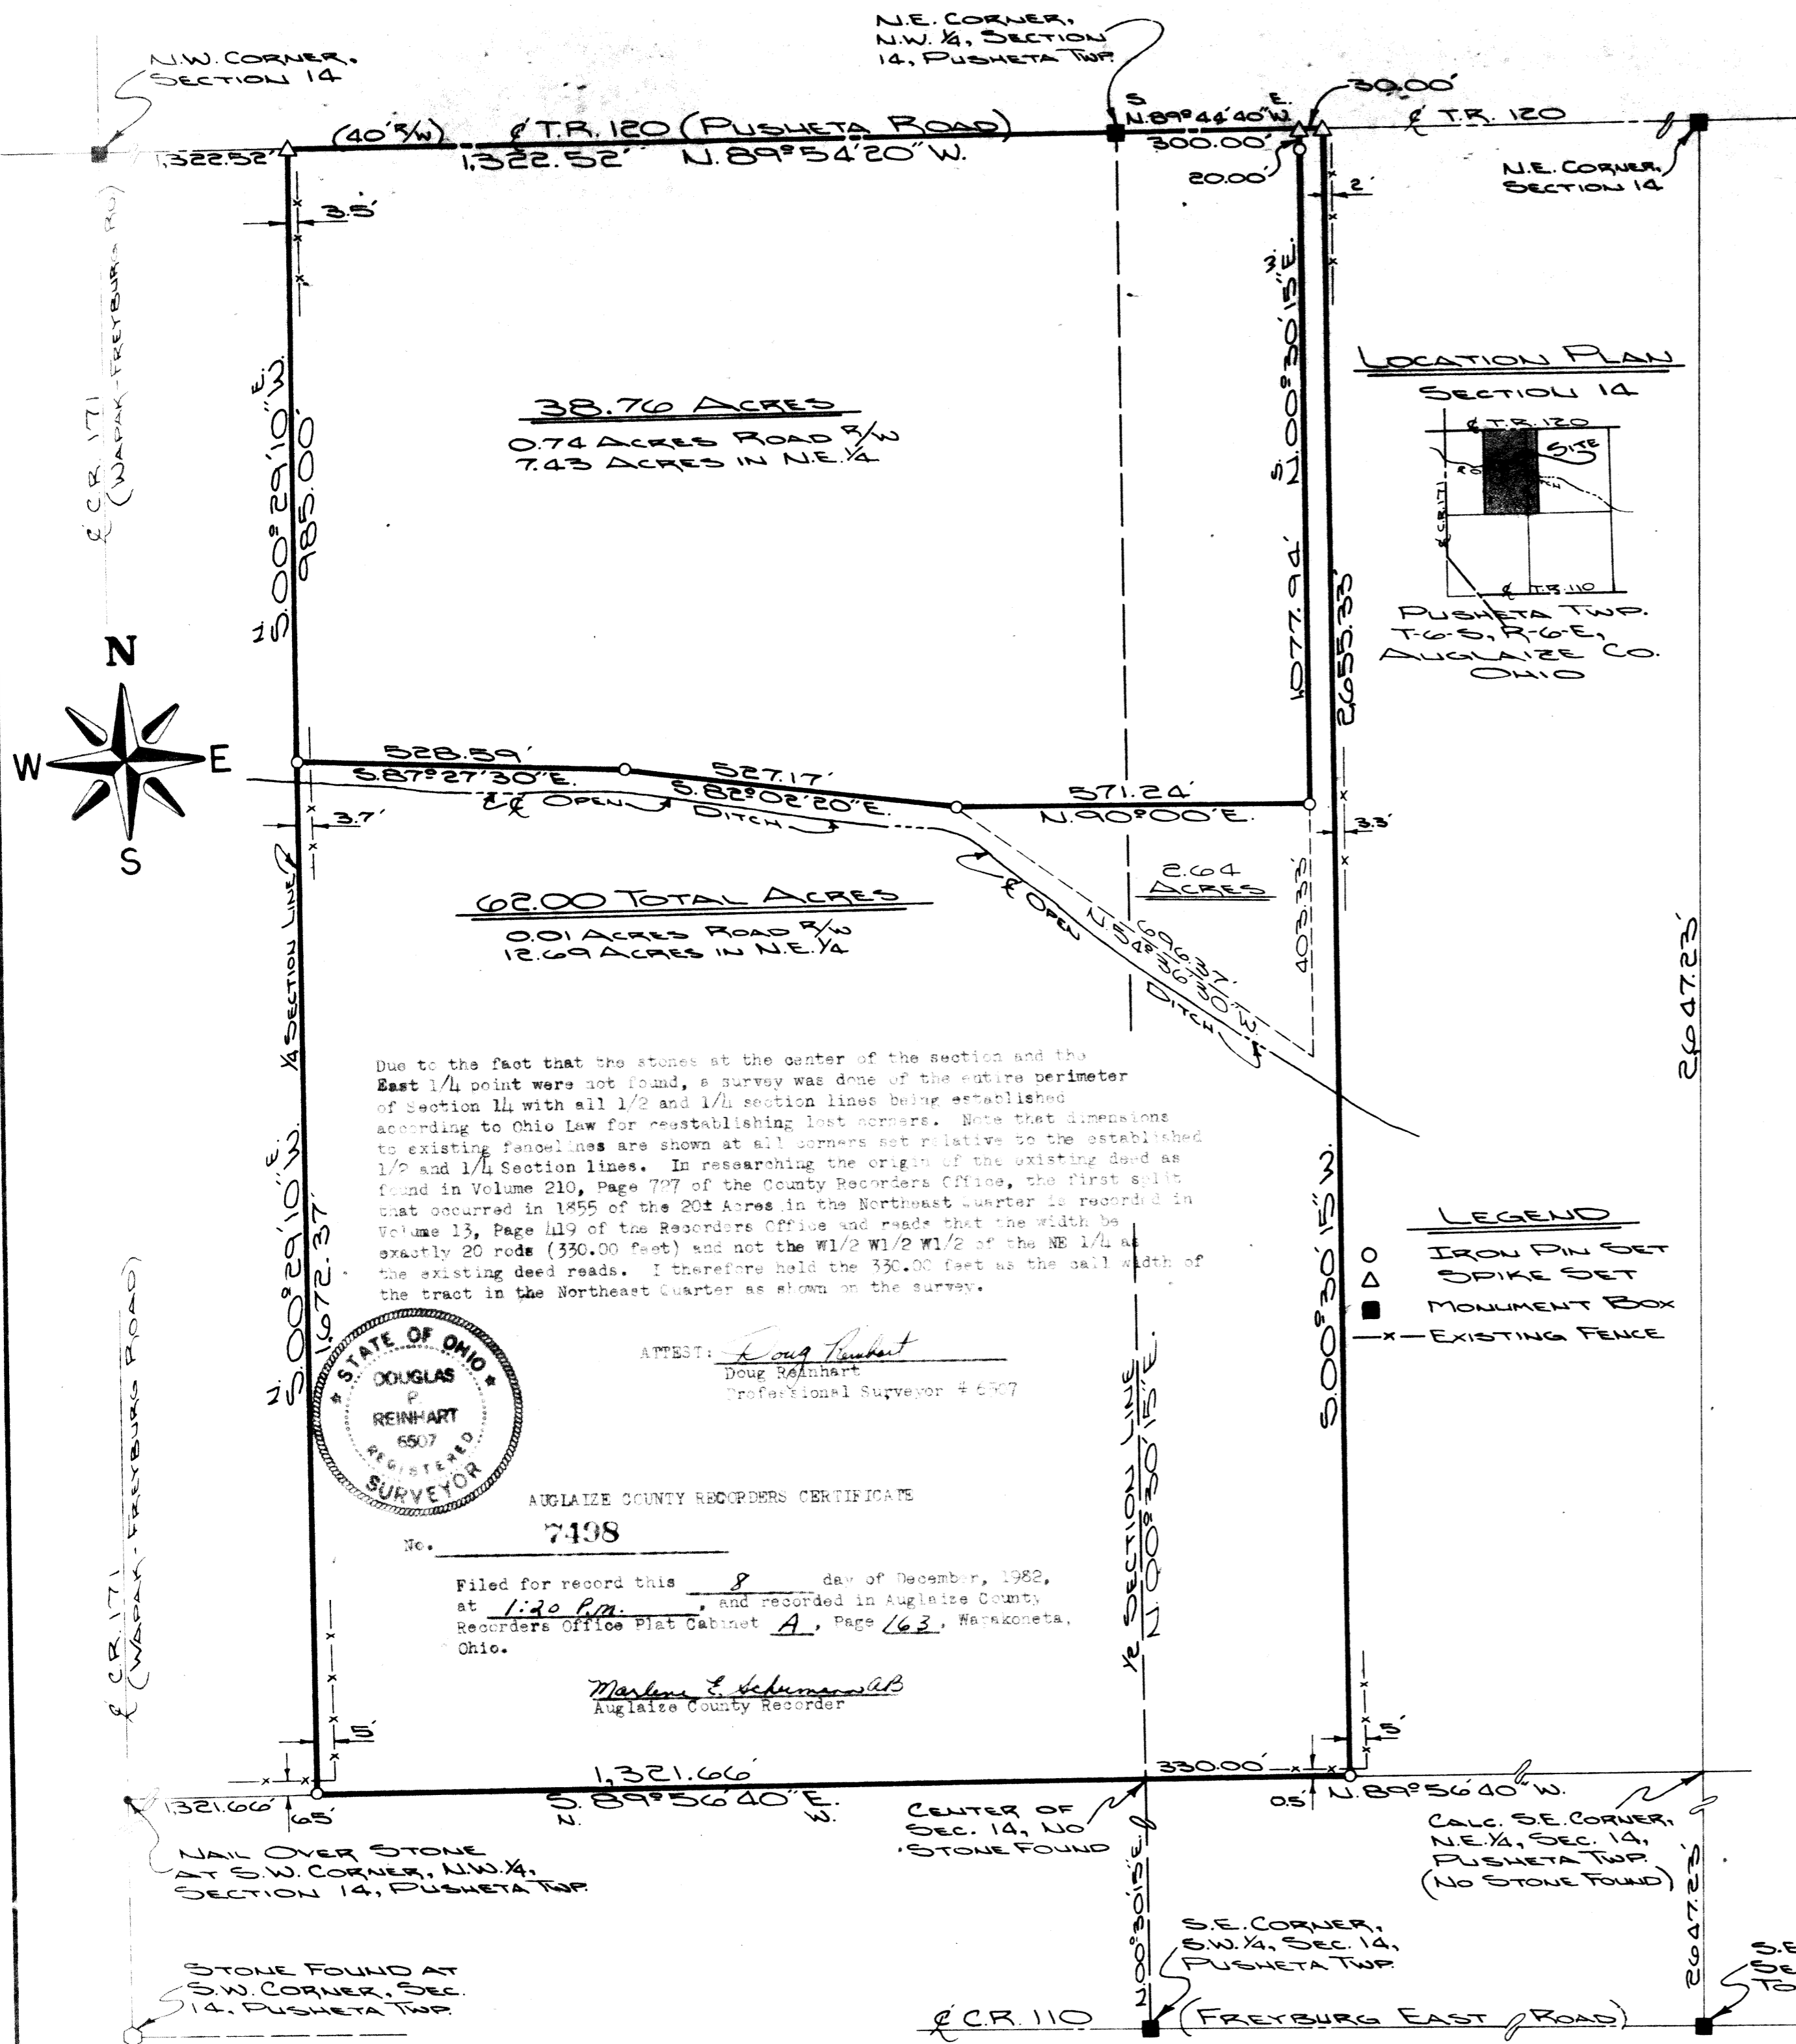 N.W. CORNER,
SECTION 14
N.E. CORNER,
N.W. ¼, SECTION
14, PUSHETA TWP.
1,322.52'
(40' R/W)
℄ T.R. 120 (PUSHETA ROAD)
1,322.52' N. 89° 54' 20" W.
S. E.
N. 89° 44' 40" W.
300.00'
30.00'
20.00'
℄ T.R. 120
N.E. CORNER,
SECTION 14
3.5'
2'
℄ C.R. 171
(WAPAK-FREYBURG RD)
N. E.
S. 00° 29' 10" W.
985.00'
38.76 ACRES
0.74 ACRES ROAD R/W
7.43 ACRES IN N.E. ¼
S.
N. 00° 30' 15" E.
1,077.94'
2,655.33'
LOCATION PLAN
SECTION 14
℄ T.R. 120
SITE
℄ C.R. 171
℄ T.R. 110
PUSHETA TWP.
T-6-S, R-6-E,
AUGLAIZE CO.
OHIO
N
W E
S
528.59'
S. 87° 27' 30" E.
527.17'
S. 82° 02' 20" E.
571.24'
N. 90° 00' E.
℄ OPEN
DITCH
3.7'
3.3'
¼ SECTION LINE
62.00 TOTAL ACRES
0.01 ACRES ROAD R/W
12.69 ACRES IN N.E. ¼
2.64
ACRES
℄ OPEN
DITCH
696.37'
N. 54° 36' 30" W.
403.33'
2647.23'
Due to the fact that the stones at the center of the section and the
East 1/4 point were not found, a survey was done of the entire perimeter
of Section 14 with all 1/2 and 1/4 section lines being established
according to Ohio Law for reestablishing lost corners. Note that dimensions
to existing fencelines are shown at all corners set relative to the established
1/2 and 1/4 Section lines. In researching the origin of the existing deed as
found in Volume 210, Page 727 of the County Recorders Office, the first split
that occurred in 1855 of the 20± Acres in the Northeast Quarter is recorded in
Volume 13, Page 419 of the Recorders Office and reads that the width be
exactly 20 rods (330.00 feet) and not the W1/2 W1/2 W1/2 of the NE 1/4 as
the existing deed reads. I therefore held the 330.00 feet as the call width of
the tract in the Northeast Quarter as shown on the survey.
N. E.
S. 00° 29' 10" W.
1,672.37'
S. 00° 30' 15" W.
LEGEND
IRON PIN SET
SPIKE SET
MONUMENT BOX
—x— EXISTING FENCE
ATTEST: Doug Reinhart
Doug Reinhart
Professional Surveyor # 6507
STATE OF OHIO
DOUGLAS
P.
REINHART
6507
REGISTERED
SURVEYOR
AUGLAIZE COUNTY RECORDERS CERTIFICATE
No. 7498
Filed for record this 8 day of December, 1982,
at 1:20 P.m., and recorded in Auglaize County
Recorders Office Plat Cabinet A, Page 163, Wapakoneta,
Ohio.
Marlene E. Schumann AB
Auglaize County Recorder
℄ C.R. 171
(WAPAK-FREYBURG ROAD)
½ SECTION LINE
N. 00° 30' 15" E.
5'
5'
1,321.66'
6.5'
1,321.66'
S. 89° 56' 40" E.
N. W.
330.00'
0.5'
N. 89° 56' 40" W.
NAIL OVER STONE
AT S.W. CORNER, N.W. ¼,
SECTION 14, PUSHETA TWP.
CENTER OF
SEC. 14, NO
STONE FOUND
CALC. S.E. CORNER,
N.E. ¼, SEC. 14,
PUSHETA TWP.
(NO STONE FOUND)
N. 00° 30' 15" E.
2647.23'
STONE FOUND AT
S.W. CORNER, SEC.
14, PUSHETA TWP.
S.E. CORNER,
S.W. ¼, SEC. 14,
PUSHETA TWP.
℄ C.R. 110 (FREYBURG EAST ROAD)
S.E
SE
TO